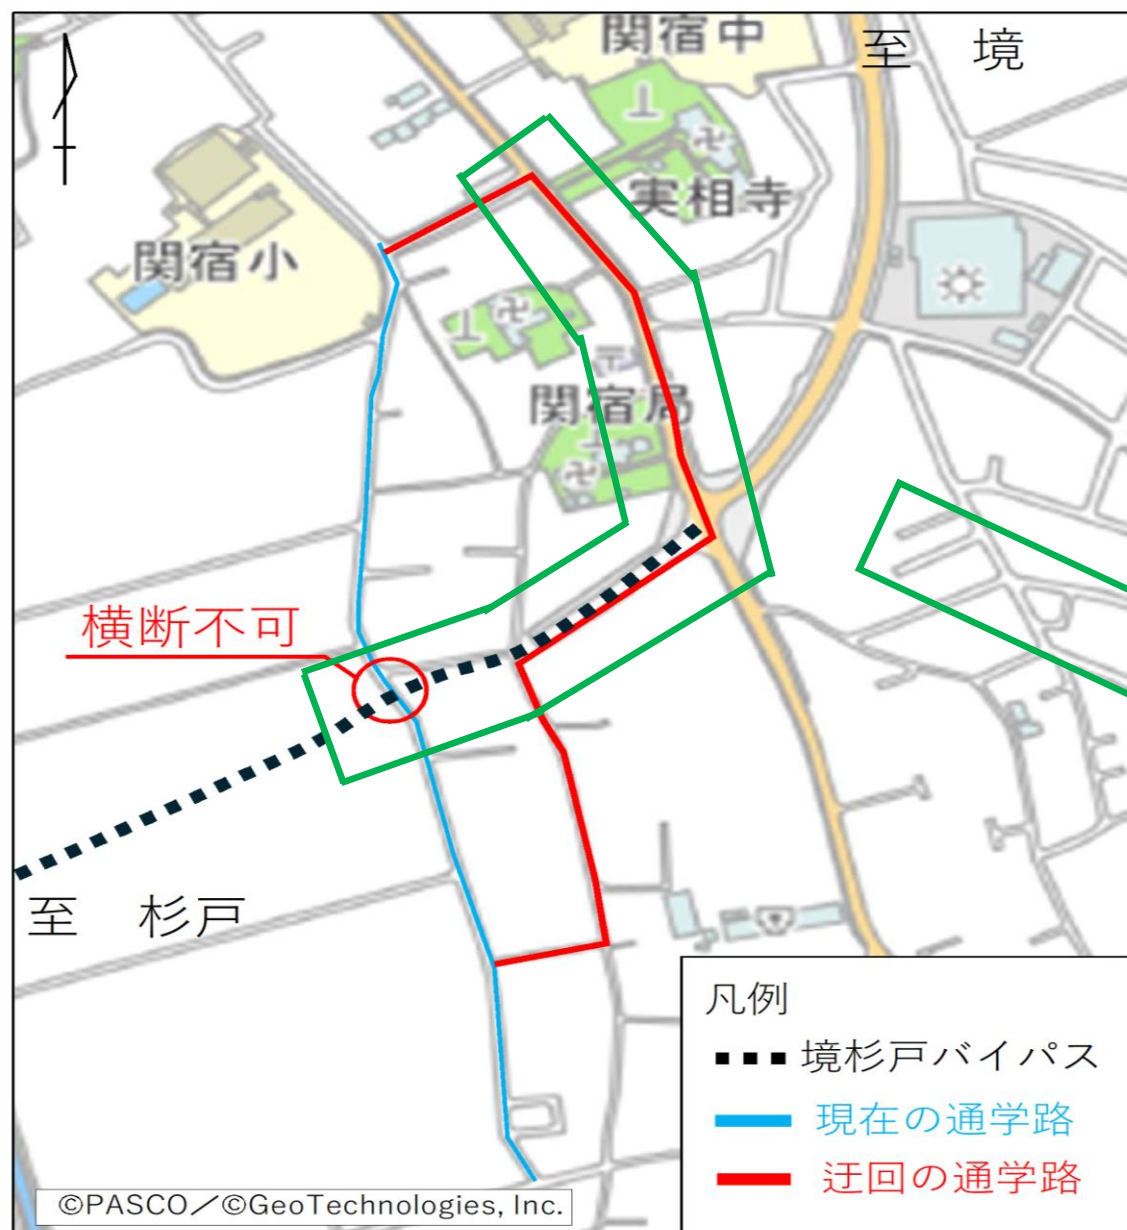 関宿中
至 境
実相寺
関宿小
関宿局
横断不可
至 杉戸
凡例
境杉戸バイパス
現在の通学路
迂回の通学路
©PASCO/©GeoTechnologies, Inc.